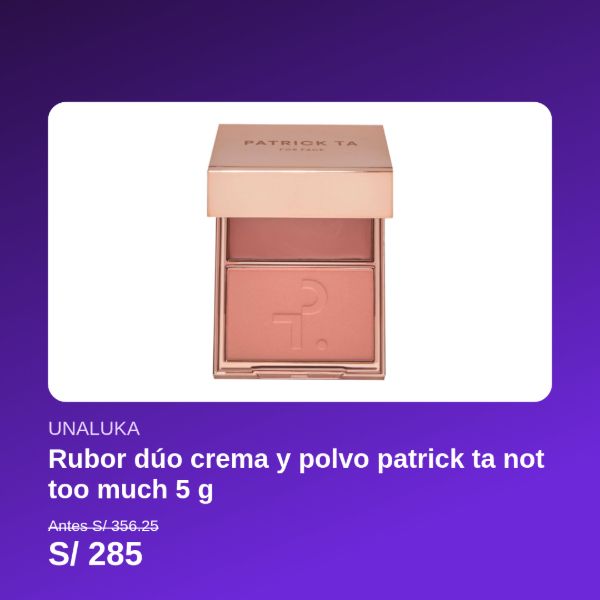 PATRICK TA
FOR FACE
UNALUKA
Rubor dúo crema y polvo patrick ta not
too much 5 g
Antes S/ 356.25
S/ 285